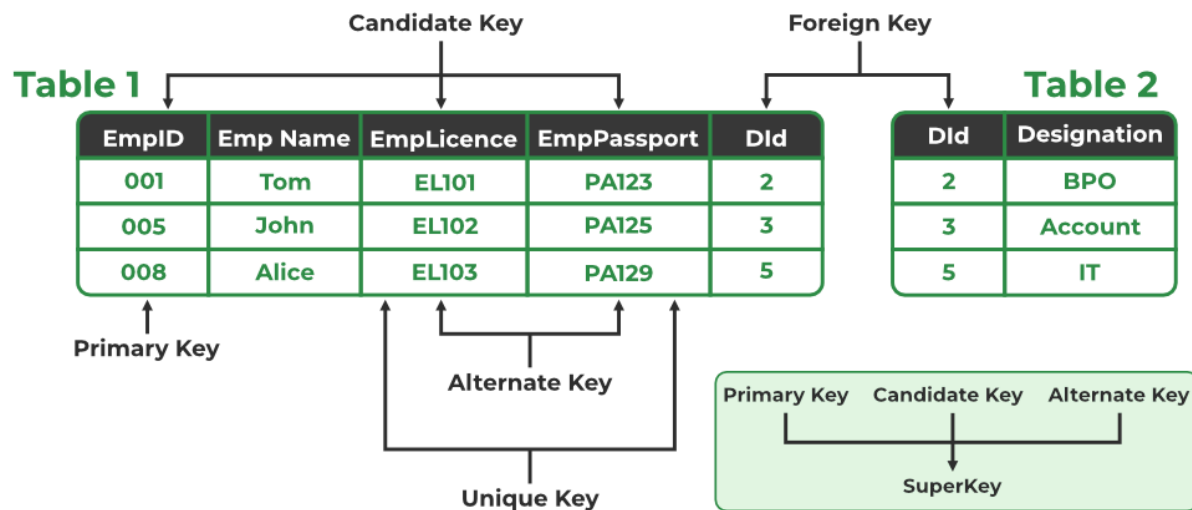 Candidate Key Foreign Key
Table 1 Table 2
EmpID Emp Name EmpLicence EmpPassport DId DId Designation
001 Tom EL101 PA123 2 2 BPO
005 John EL102 PA125 3 3 Account
008 Alice EL103 PA129 5 5 IT
Primary Key
Alternate Key
Primary Key Candidate Key Alternate Key
SuperKey
Unique Key